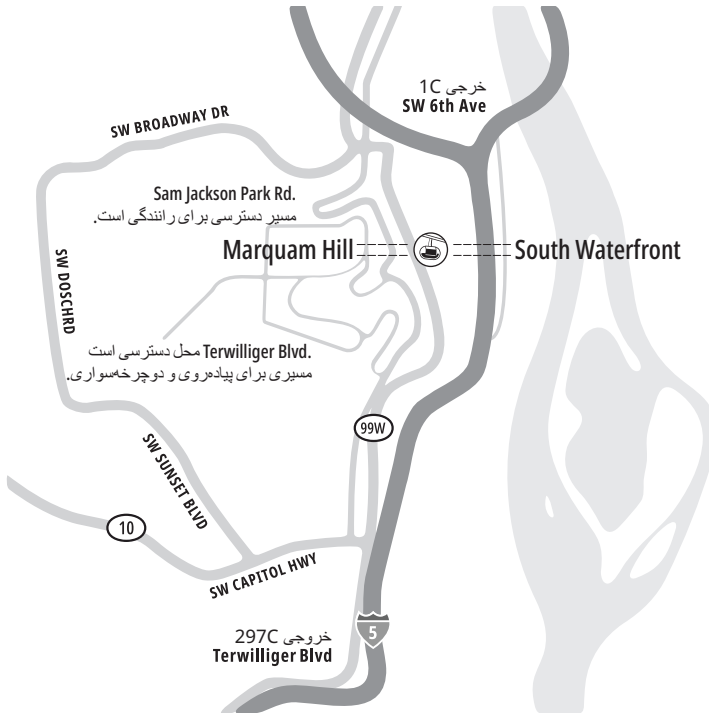 خرجی 1C
SW 6th Ave
SW BROADWAY DR
Sam Jackson Park Rd.
مسیر دسترسی برای رانندگی است.
Marquam Hill
South Waterfront
SW DOSCHRD
Terwilliger Blvd. محل دسترسی است
مسیری برای پیاده‌روی و دوچرخه‌سواری.
99W
SW SUNSET BLVD
10
SW CAPITOL HWY
5
خروجی 297C
Terwilliger Blvd